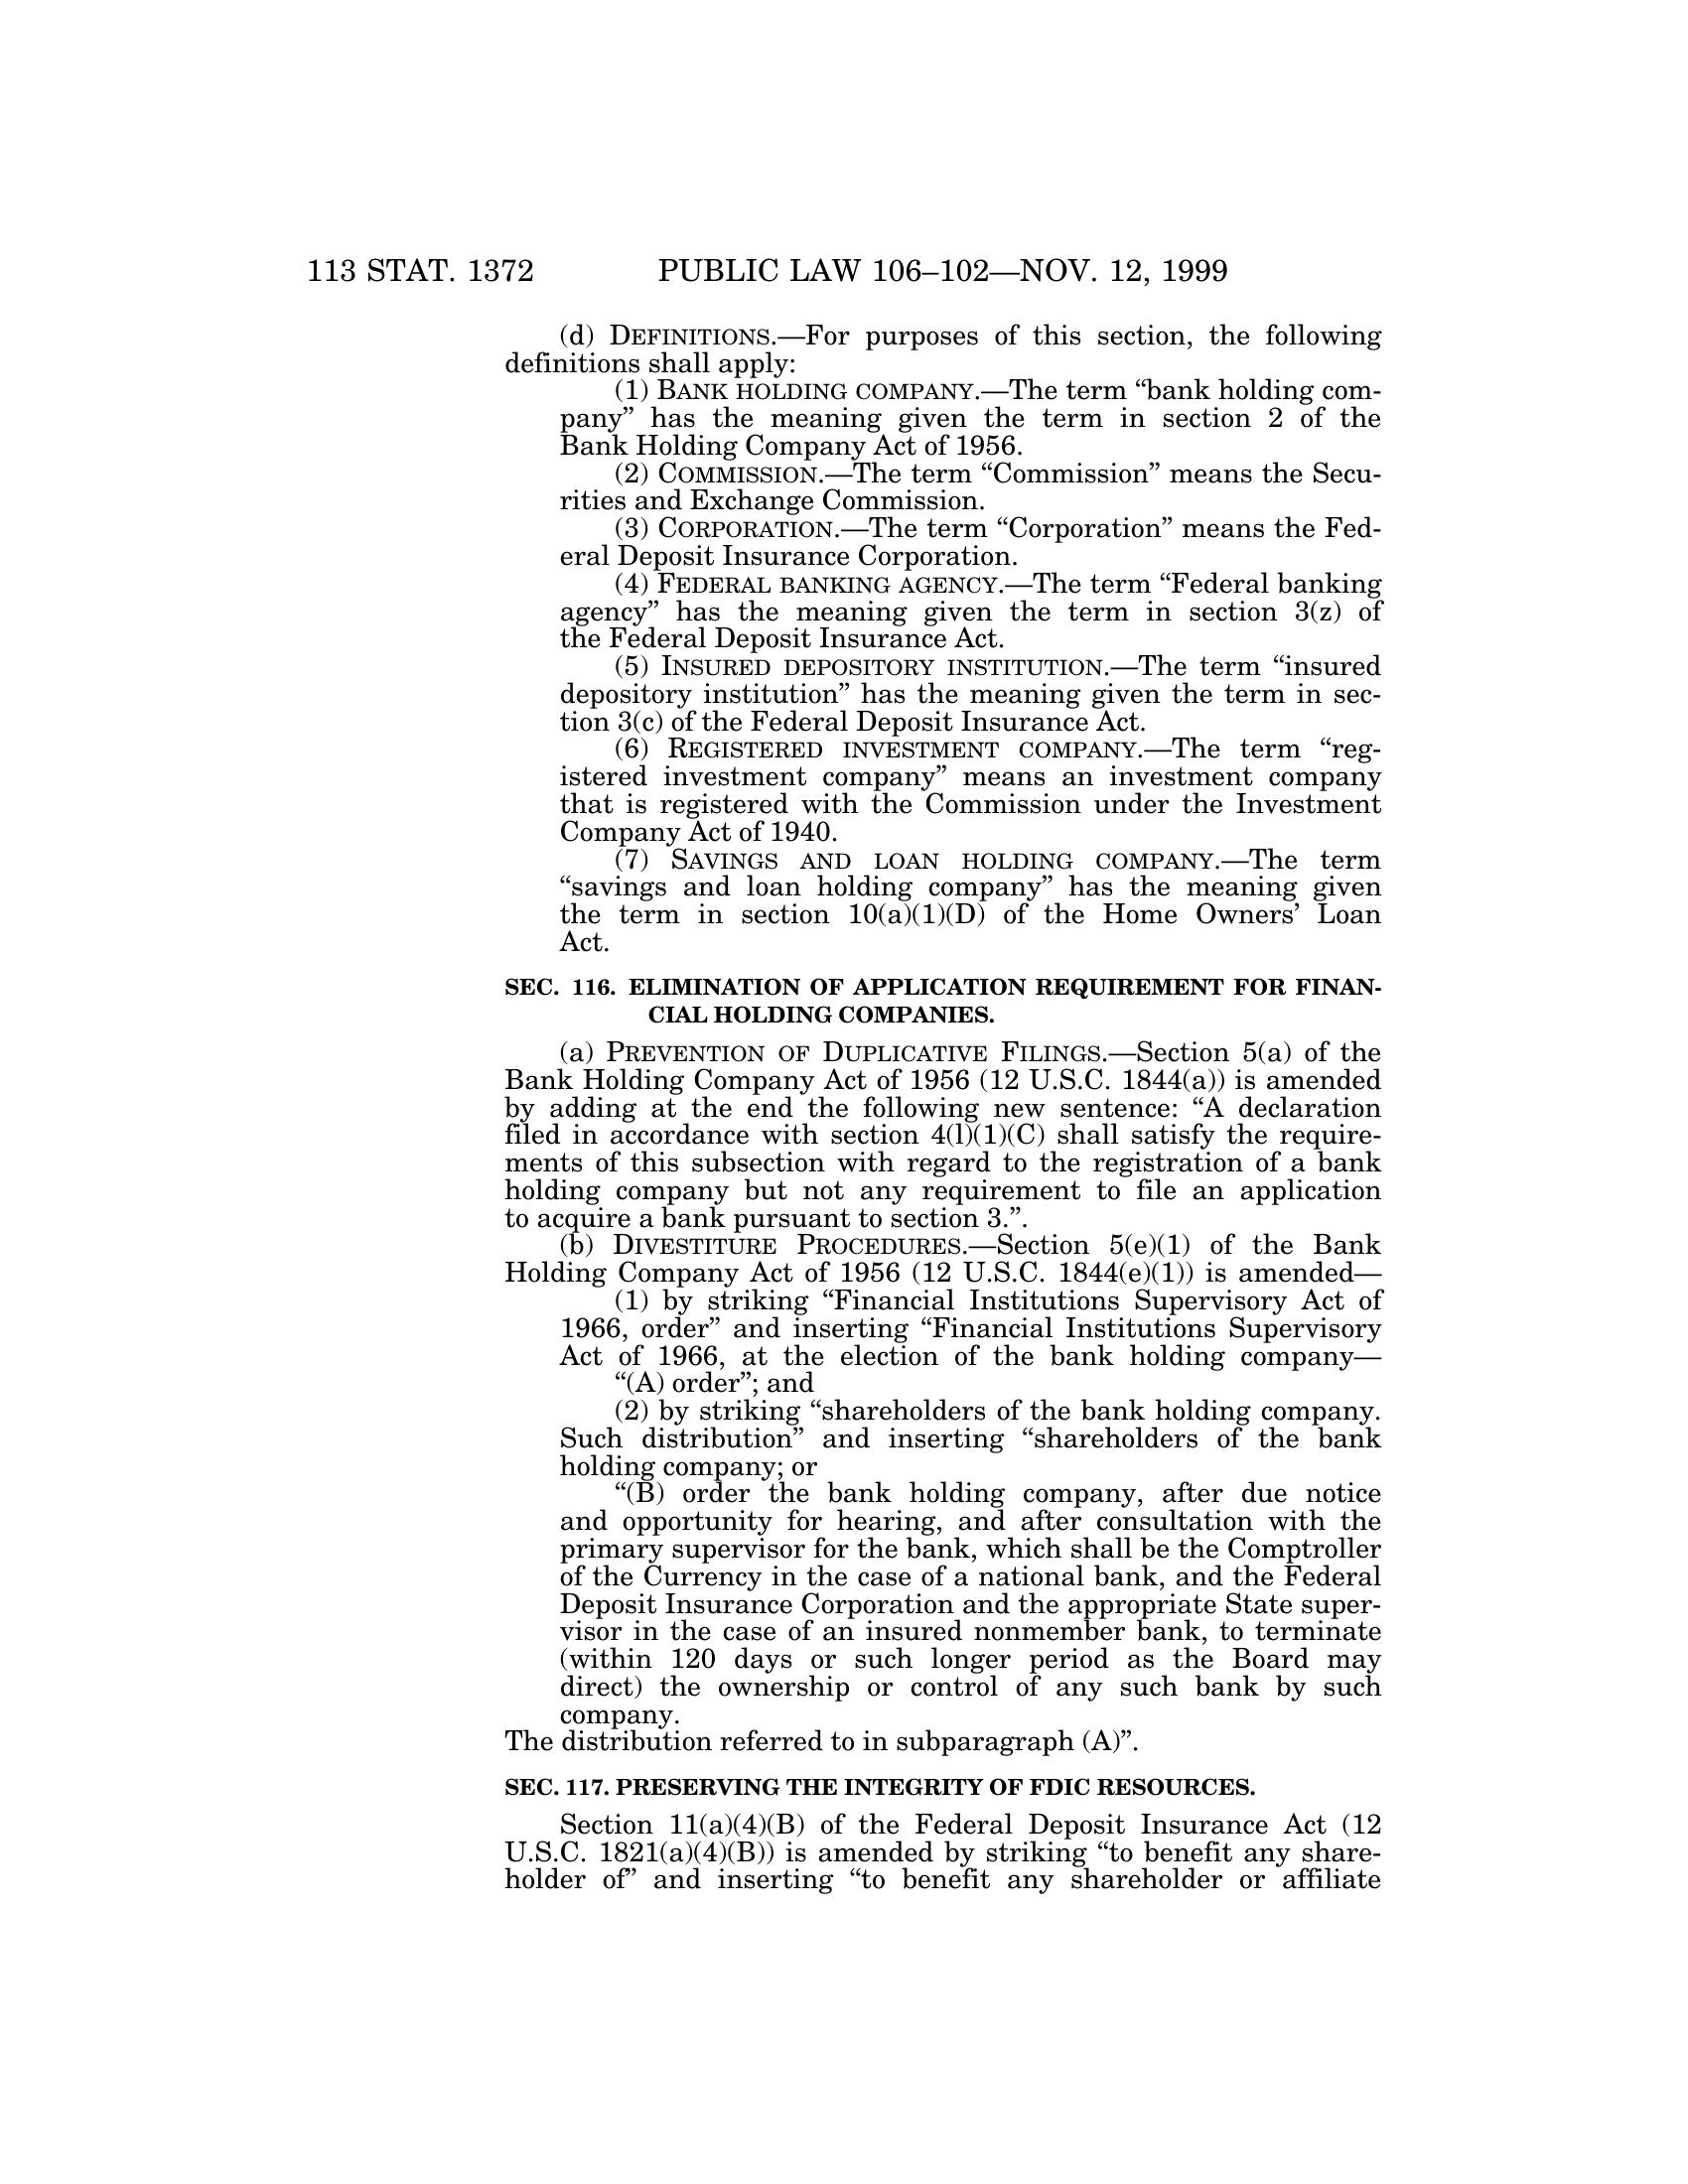 113 STAT. 1372 PUBLIC LAW 106–102—NOV. 12, 1999
(d) DEFINITIONS.—For purposes of this section, the following
definitions shall apply:
(1) BANK HOLDING COMPANY.—The term “bank holding com-
pany” has the meaning given the term in section 2 of the
Bank Holding Company Act of 1956.
(2) COMMISSION.—The term “Commission” means the Secu-
rities and Exchange Commission.
(3) CORPORATION.—The term “Corporation” means the Fed-
eral Deposit Insurance Corporation.
(4) FEDERAL BANKING AGENCY.—The term “Federal banking
agency” has the meaning given the term in section 3(z) of
the Federal Deposit Insurance Act.
(5) INSURED DEPOSITORY INSTITUTION.—The term “insured
depository institution” has the meaning given the term in sec-
tion 3(c) of the Federal Deposit Insurance Act.
(6) REGISTERED INVESTMENT COMPANY.—The term “reg-
istered investment company” means an investment company
that is registered with the Commission under the Investment
Company Act of 1940.
(7) SAVINGS AND LOAN HOLDING COMPANY.—The term
“savings and loan holding company” has the meaning given
the term in section 10(a)(1)(D) of the Home Owners’ Loan
Act.
SEC. 116. ELIMINATION OF APPLICATION REQUIREMENT FOR FINAN-
CIAL HOLDING COMPANIES.
(a) PREVENTION OF DUPLICATIVE FILINGS.—Section 5(a) of the
Bank Holding Company Act of 1956 (12 U.S.C. 1844(a)) is amended
by adding at the end the following new sentence: “A declaration
filed in accordance with section 4(l)(1)(C) shall satisfy the require-
ments of this subsection with regard to the registration of a bank
holding company but not any requirement to file an application
to acquire a bank pursuant to section 3.”.
(b) DIVESTITURE PROCEDURES.—Section 5(e)(1) of the Bank
Holding Company Act of 1956 (12 U.S.C. 1844(e)(1)) is amended—
(1) by striking “Financial Institutions Supervisory Act of
1966, order” and inserting “Financial Institutions Supervisory
Act of 1966, at the election of the bank holding company—
“(A) order”; and
(2) by striking “shareholders of the bank holding company.
Such distribution” and inserting “shareholders of the bank
holding company; or
“(B) order the bank holding company, after due notice
and opportunity for hearing, and after consultation with the
primary supervisor for the bank, which shall be the Comptroller
of the Currency in the case of a national bank, and the Federal
Deposit Insurance Corporation and the appropriate State super-
visor in the case of an insured nonmember bank, to terminate
(within 120 days or such longer period as the Board may
direct) the ownership or control of any such bank by such
company.
The distribution referred to in subparagraph (A)”.
SEC. 117. PRESERVING THE INTEGRITY OF FDIC RESOURCES.
Section 11(a)(4)(B) of the Federal Deposit Insurance Act (12
U.S.C. 1821(a)(4)(B)) is amended by striking “to benefit any share-
holder of” and inserting “to benefit any shareholder or affiliate